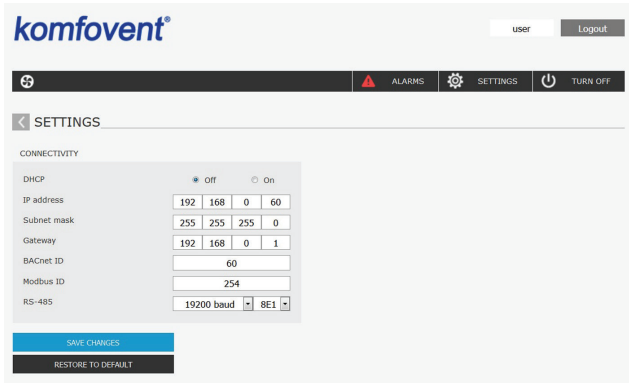 komfovent®
user Logout
ALARMS SETTINGS TURN OFF
SETTINGS
CONNECTIVITY
DHCP Off On
IP address 192 168 0 60
Subnet mask 255 255 255 0
Gateway 192 168 0 1
BACnet ID 60
Modbus ID 254
RS-485 19200 baud 8E1
SAVE CHANGES
RESTORE TO DEFAULT